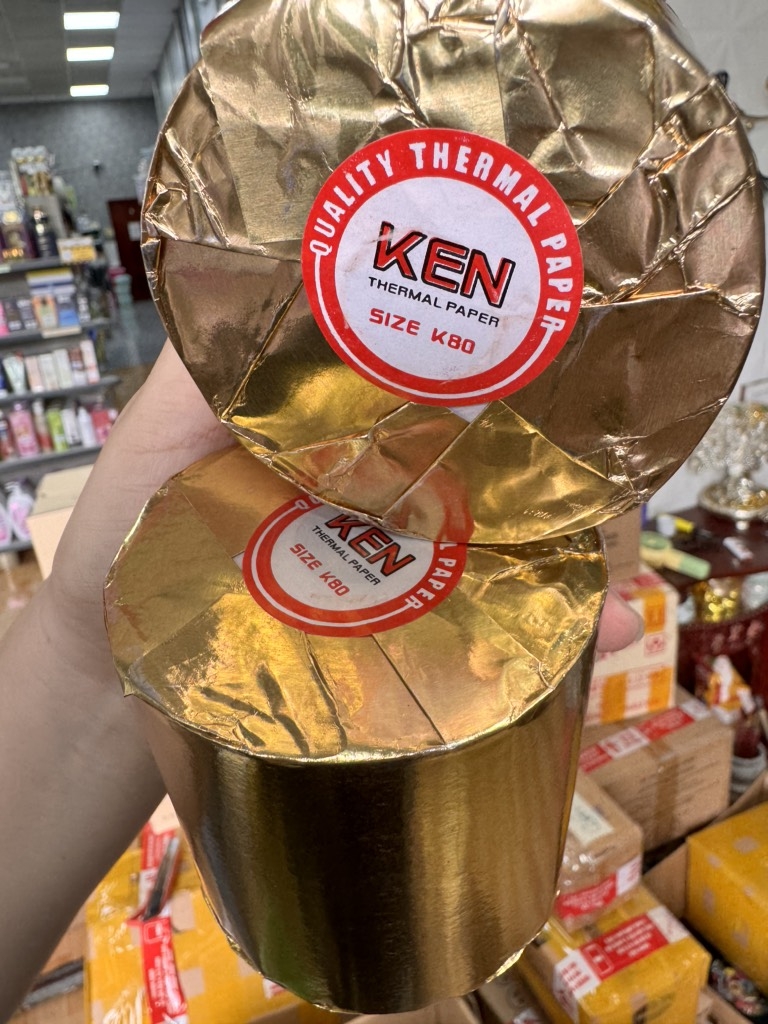 QUALITY THERMAL PAPER
KEN
THERMAL PAPER
SIZE K80
KEN
THERMAL PAPER
SIZE K80
L PAPER